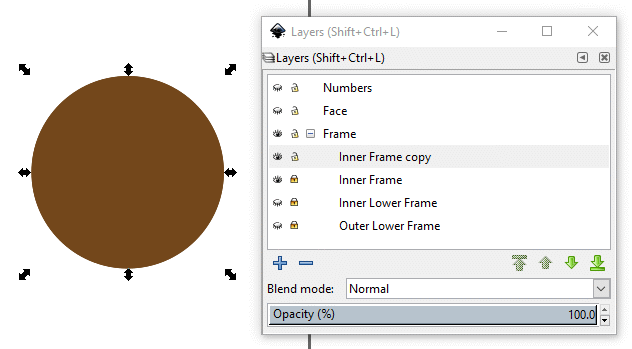 Layers (Shift+Ctrl+L)
Layers (Shift+Ctrl+L)
Numbers
Face
Frame
Inner Frame copy
Inner Frame
Inner Lower Frame
Outer Lower Frame
Blend mode: Normal
Opacity (%) 100.0